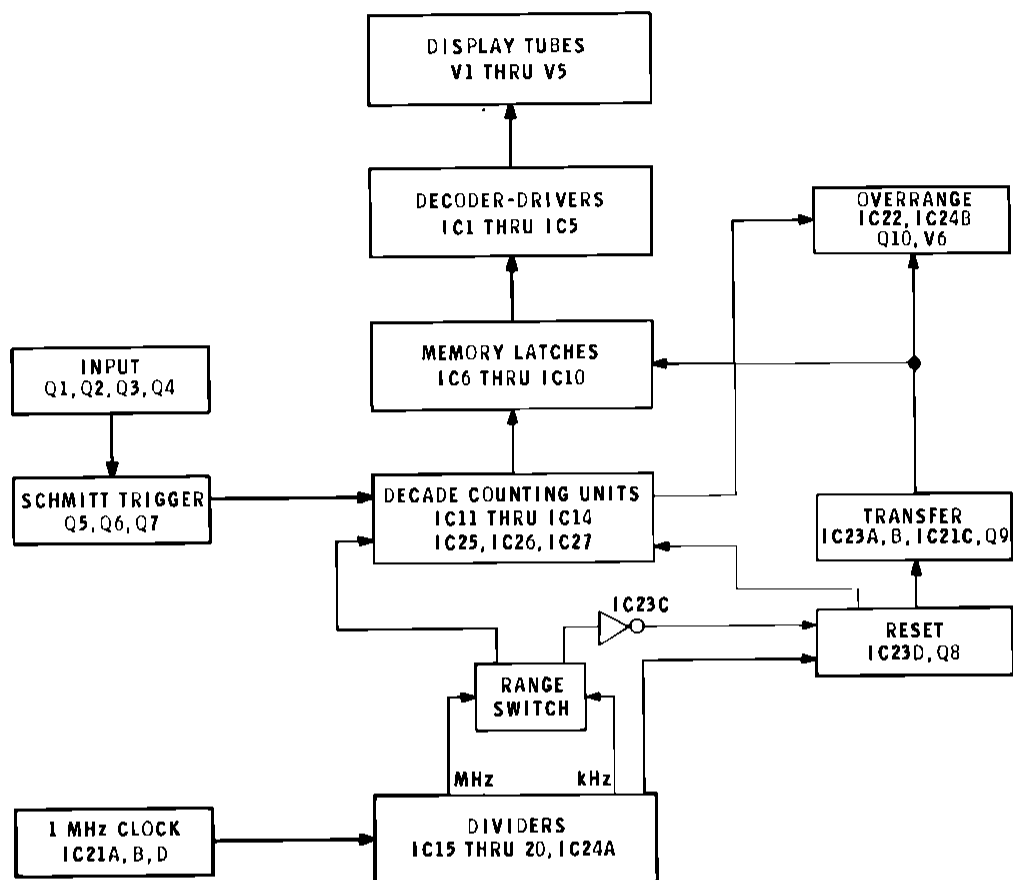 DISPLAY TUBES
V1 THRU V5
DECODER-DRIVERS
IC1 THRU IC5
OVERRANGE
IC22, IC24B
Q10, V6
MEMORY LATCHES
IC6 THRU IC10
INPUT
Q1, Q2, Q3, Q4
SCHMITT TRIGGER
Q5, Q6, Q7
DECADE COUNTING UNITS
IC11 THRU IC14
IC25, IC26, IC27
TRANSFER
IC23A, B, IC21C, Q9
IC23C
RESET
IC23D, Q8
RANGE
SWITCH
MHz
kHz
1 MHz CLOCK
IC21A, B, D
DIVIDERS
IC15 THRU 20, IC24A